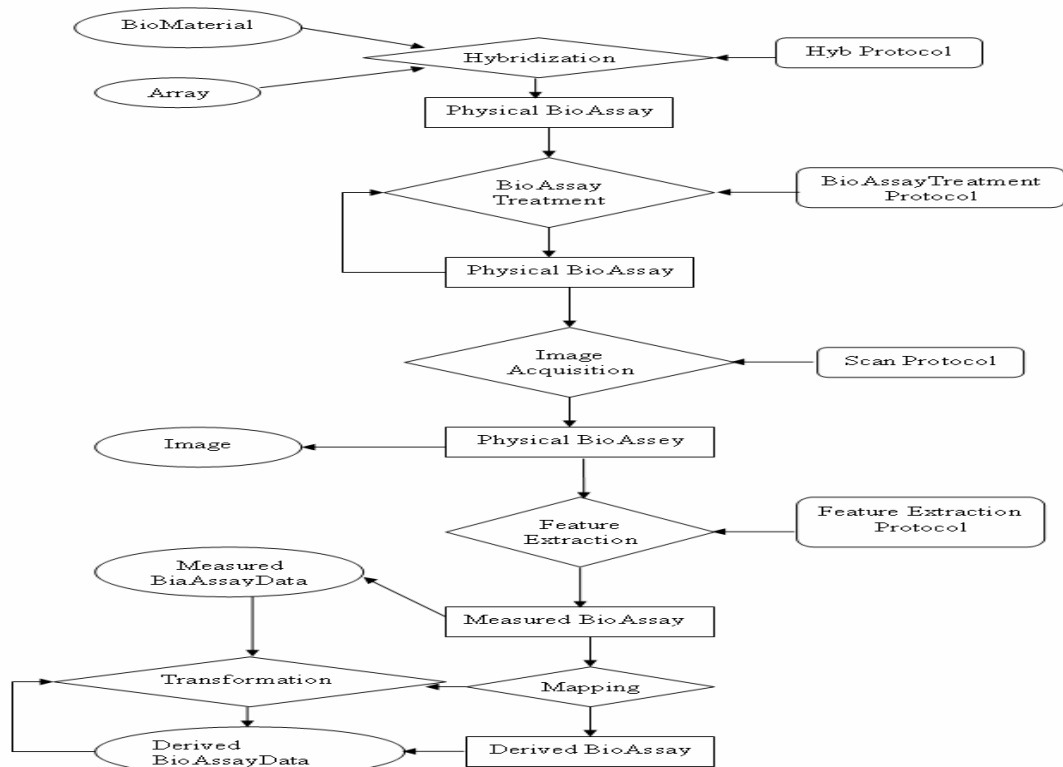 BioMaterial
Hybridization
Hyb Protocol
Array
Physical BioAssay
BioAssay
Treatment
BioAssayTreatment
Protocol
Physical BioAssay
Image
Acquisition
Scan Protocol
Image
Physical BioAssey
Feature
Extraction
Feature Extraction
Protocol
Measured
BiaAssayData
Measured BioAssay
Transformation
Mapping
Derived
BioAssayData
Derived BioAssay